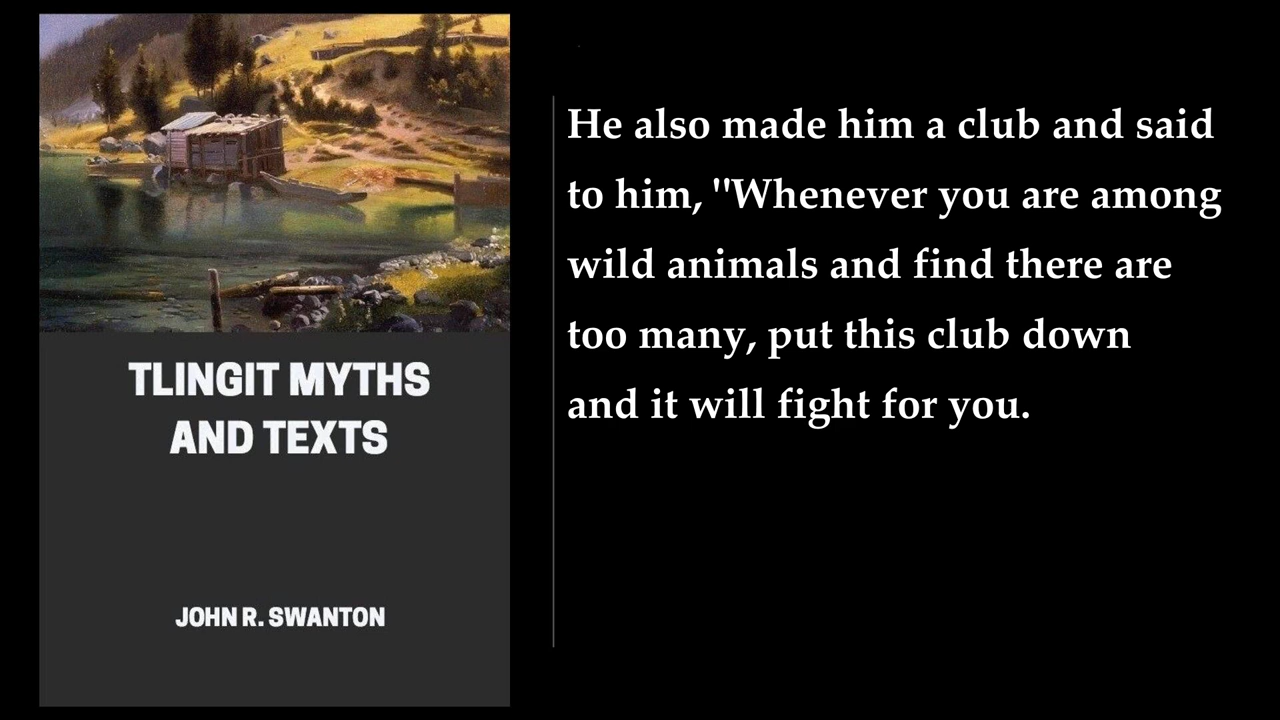 TLINGIT MYTHS
AND TEXTS
JOHN R. SWANTON
He also made him a club and said
to him, "Whenever you are among
wild animals and find there are
too many, put this club down
and it will fight for you.